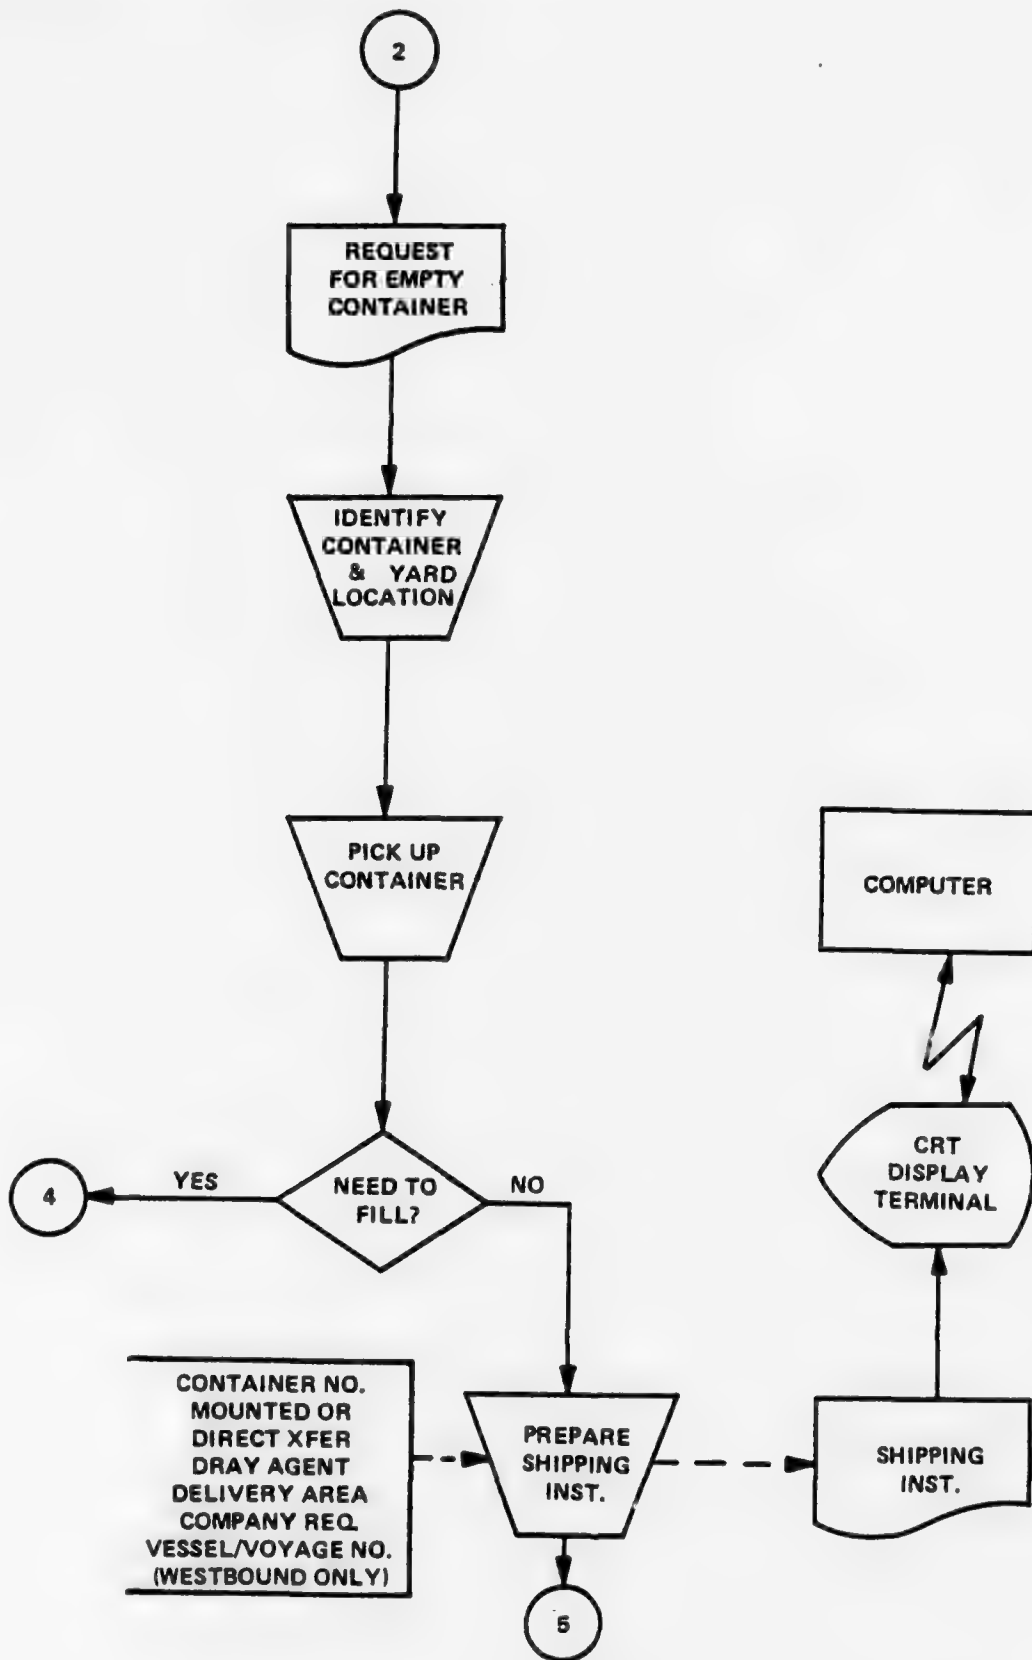 2
REQUEST
FOR EMPTY
CONTAINER
IDENTIFY
CONTAINER
& YARD
LOCATION
PICK UP
CONTAINER
COMPUTER
CRT
DISPLAY
TERMINAL
4
YES
NEED TO
FILL?
NO
CONTAINER NO.
MOUNTED OR
DIRECT XFER
DRAY AGENT
DELIVERY AREA
COMPANY REQ.
VESSEL/VOYAGE NO.
(WESTBOUND ONLY)
PREPARE
SHIPPING
INST.
SHIPPING
INST.
5